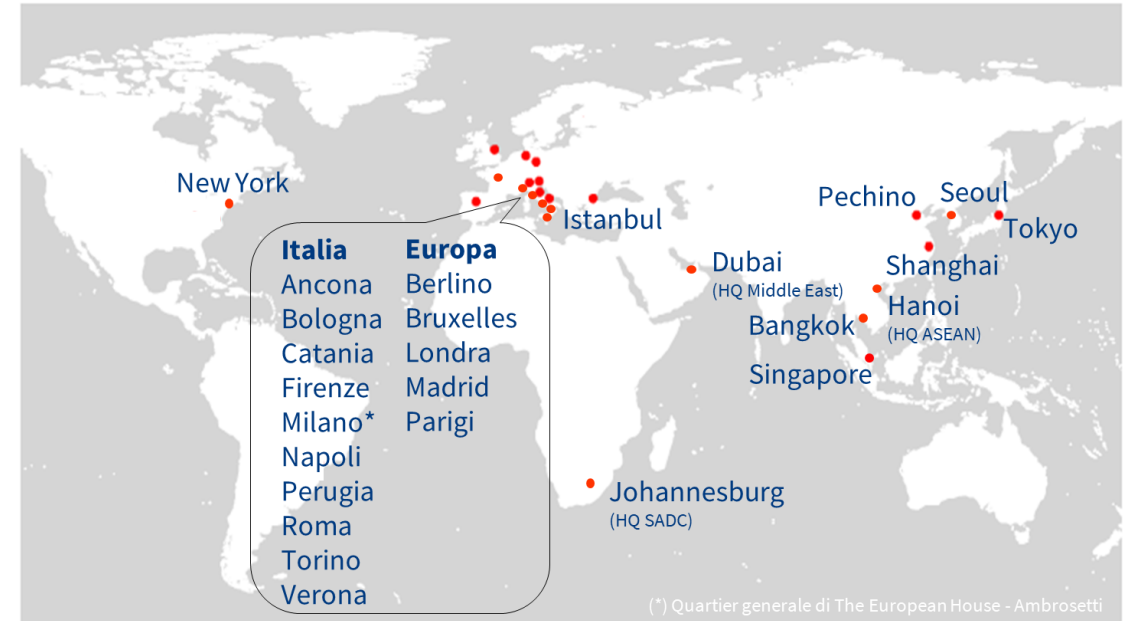 New York
Italia
Ancona
Bologna
Catania
Firenze
Milano*
Napoli
Perugia
Roma
Torino
Verona
Europa
Berlino
Bruxelles
Londra
Madrid
Parigi
Istanbul
Dubai
(HQ Middle East)
Johannesburg
(HQ SADC)
Pechino
Seoul
Tokyo
Shanghai
Hanoi
(HQ ASEAN)
Bangkok
Singapore
(*) Quartier generale di The European House - Ambrosetti